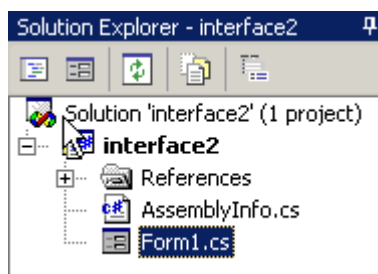 Solution Explorer - interface2
Solution 'interface2' (1 project)
interface2
References
AssemblyInfo.cs
Form1.cs